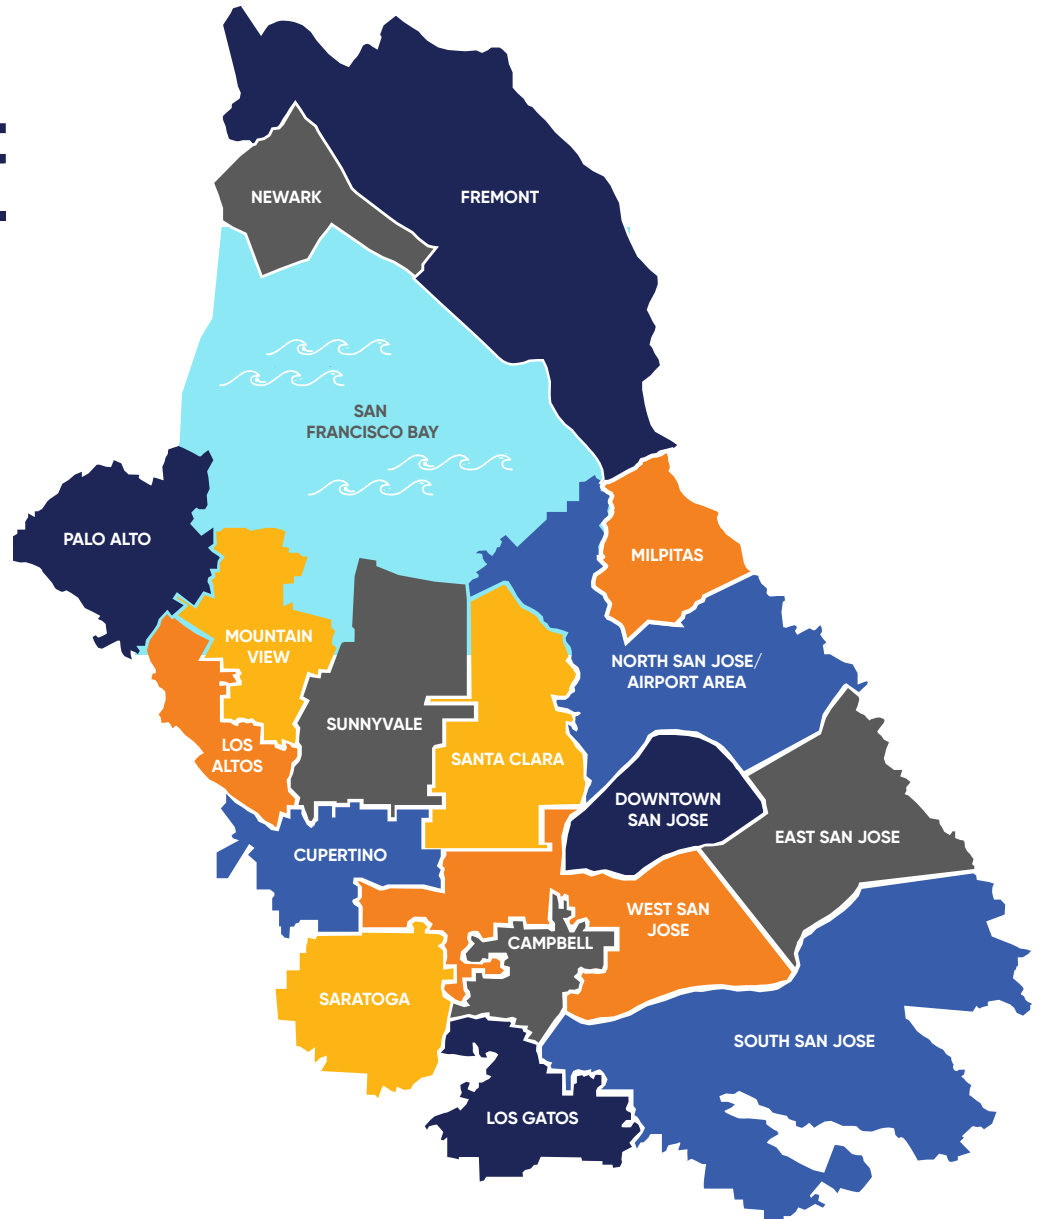 NEWARK
FREMONT
SAN
FRANCISCO BAY
PALO ALTO
MILPITAS
MOUNTAIN
VIEW
NORTH SAN JOSE/
AIRPORT AREA
SUNNYVALE
LOS
ALTOS
SANTA CLARA
DOWNTOWN
SAN JOSE
EAST SAN JOSE
CUPERTINO
WEST SAN
JOSE
CAMPBELL
SARATOGA
SOUTH SAN JOSE
LOS GATOS